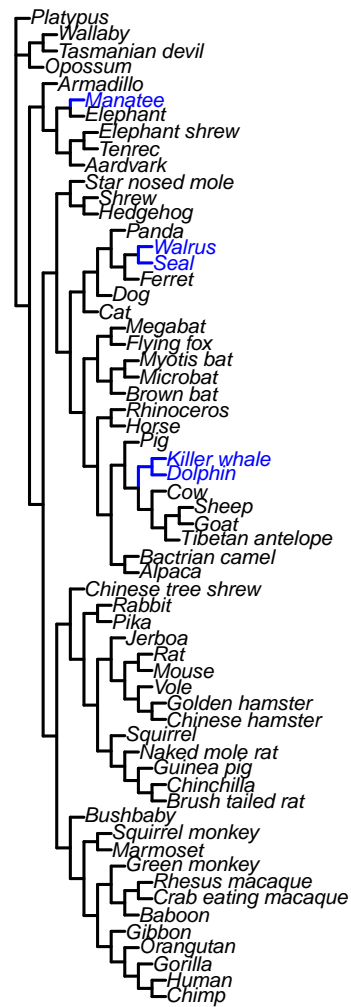 Platypus
Wallaby
Tasmanian devil
Opossum
Armadillo
Manatee
Elephant
Elephant shrew
Tenrec
Aardvark
Star nosed mole
Shrew
Hedgehog
Panda
Walrus
Seal
Ferret
Dog
Cat
Megabat
Flying fox
Myotis bat
Microbat
Brown bat
Rhinoceros
Horse
Pig
Killer whale
Dolphin
Cow
Sheep
Goat
Tibetan antelope
Bactrian camel
Alpaca
Chinese tree shrew
Rabbit
Pika
Jerboa
Rat
Mouse
Vole
Golden hamster
Chinese hamster
Squirrel
Naked mole rat
Guinea pig
Chinchilla
Brush tailed rat
Bushbaby
Squirrel monkey
Marmoset
Green monkey
Rhesus macaque
Crab eating macaque
Baboon
Gibbon
Orangutan
Gorilla
Human
Chimp